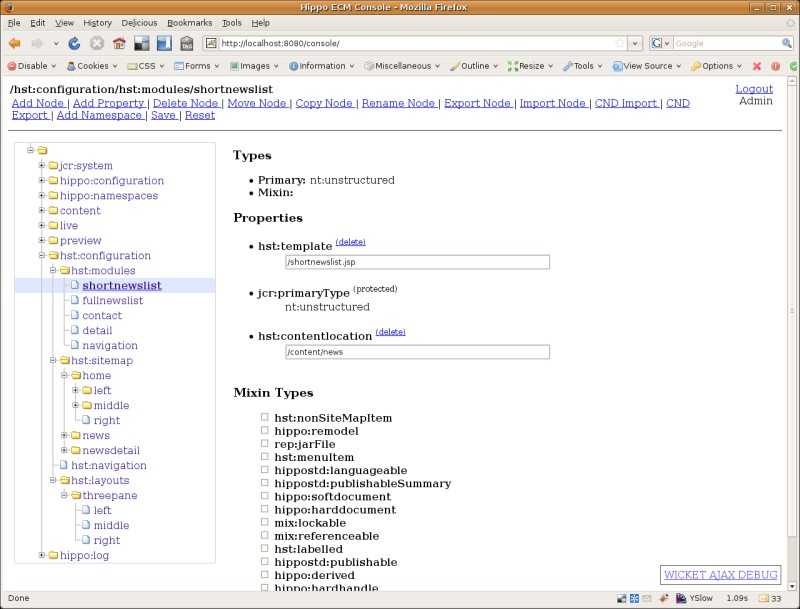 Hippo ECM Console - Mozilla Firefox
File Edit View History Delicious Bookmarks Tools Help
http://localhost:8080/console/ Google
Disable Cookies CSS Forms Images Information Miscellaneous Outline Resize Tools View Source Options
/hst:configuration/hst:modules/shortnewslist
Logout
Admin
Add Node | Add Property | Delete Node | Move Node | Copy Node | Rename Node | Export Node | Import Node | CND Import | CND
Export | Add Namespace | Save | Reset
jcr:system
hippo:configuration
hippo:namespaces
content
live
preview
hst:configuration
hst:modules
shortnewslist
fullnewslist
contact
detail
navigation
hst:sitemap
home
left
middle
right
news
newsdetail
hst:navigation
hst:layouts
threepane
left
middle
right
hippo:log
Types
• Primary: nt:unstructured
• Mixin:
Properties
• hst:template (delete)
/shortnewslist.jsp
• jcr:primaryType (protected)
nt:unstructured
• hst:contentlocation (delete)
/content/news
Mixin Types
hst:nonSiteMapItem
hippo:remodel
rep:jarFile
hst:menuItem
hippostd:languageable
hippostd:publishableSummary
hippo:softdocument
hippo:harddocument
mix:lockable
mix:referenceable
hst:labelled
hippostd:publishable
hippo:derived
hippo:hardhandle
WICKET AJAX DEBUG
Done YSlow 1.09s 33